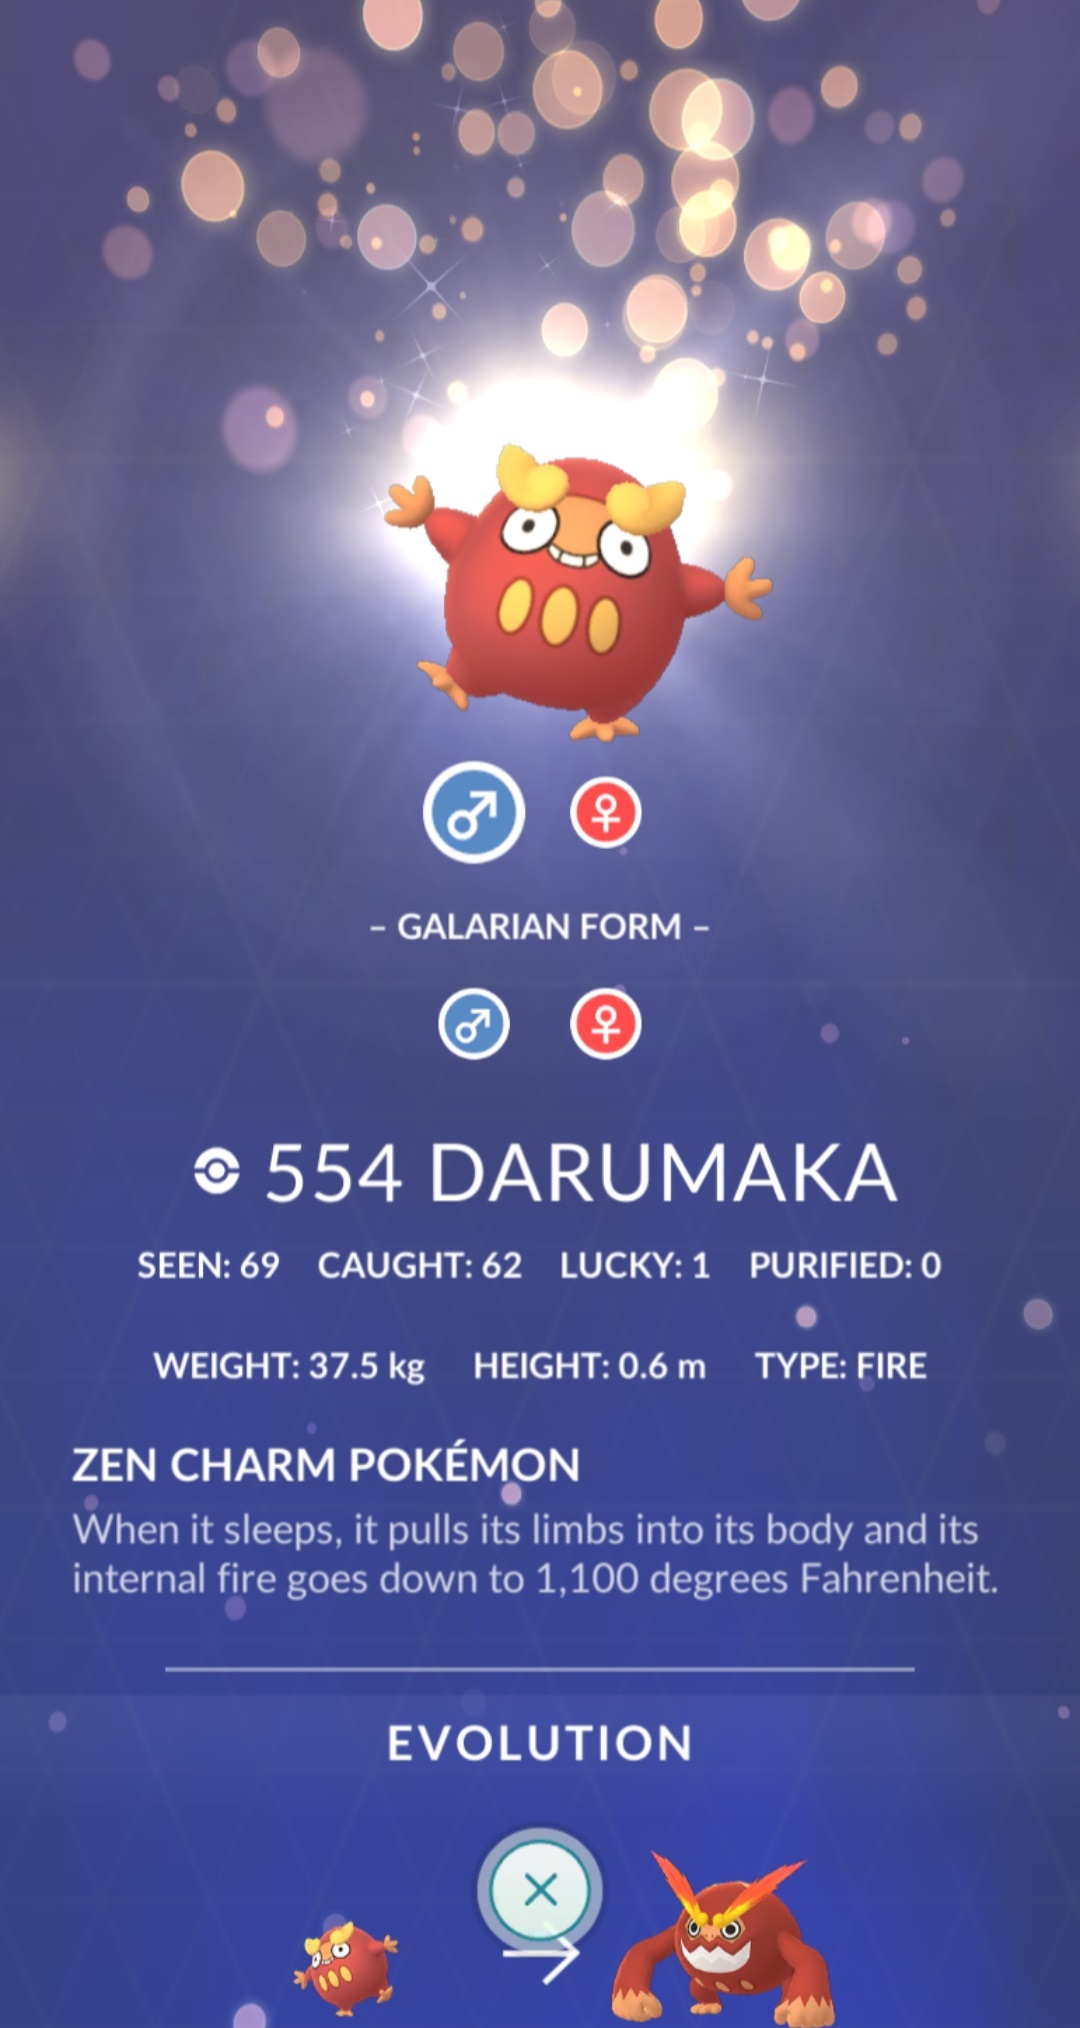 – GALARIAN FORM –
554 DARUMAKA
SEEN: 69 CAUGHT: 62 LUCKY: 1 PURIFIED: 0
WEIGHT: 37.5 kg HEIGHT: 0.6 m TYPE: FIRE
ZEN CHARM POKÉMON
When it sleeps, it pulls its limbs into its body and its
internal fire goes down to 1,100 degrees Fahrenheit.
EVOLUTION